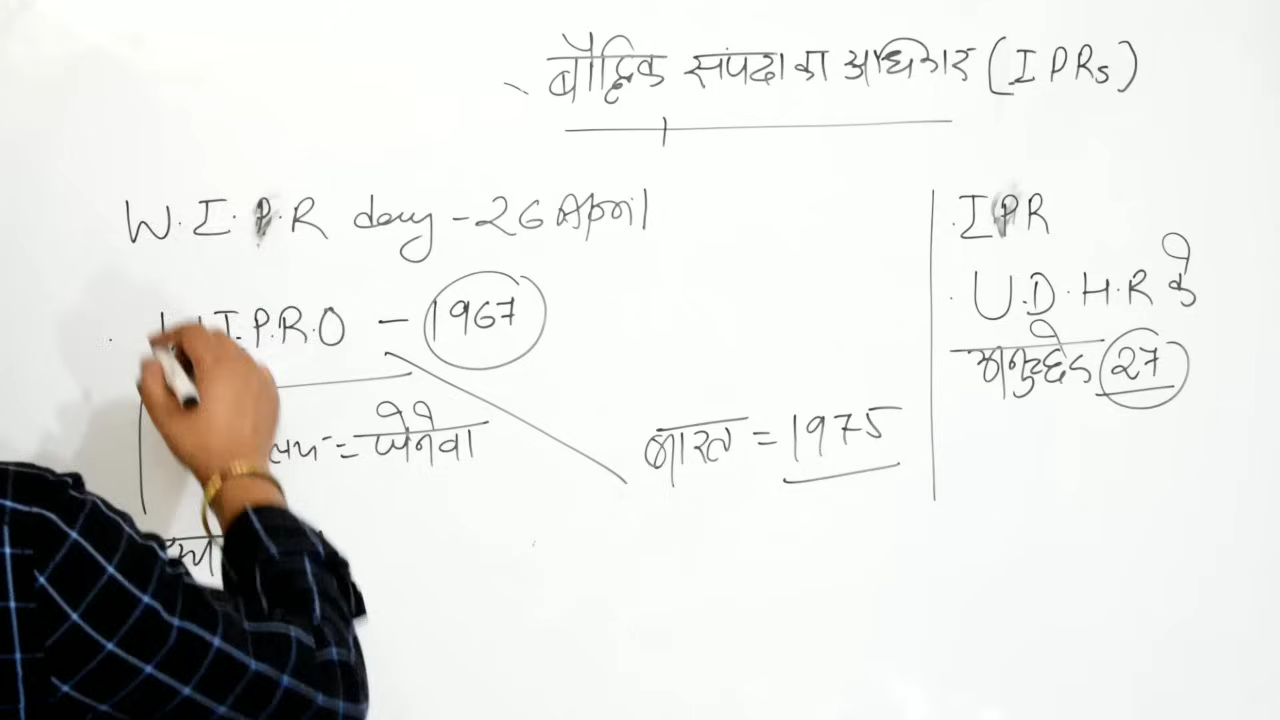 बौद्धिक संपदा का अधिकार (IPRs)
W.I.P.R day - 26 April
I.P.R.O - 1967
= जेनेवा
भारत = 1975
IPR
U.D.H.R के
अनुच्छेद 27